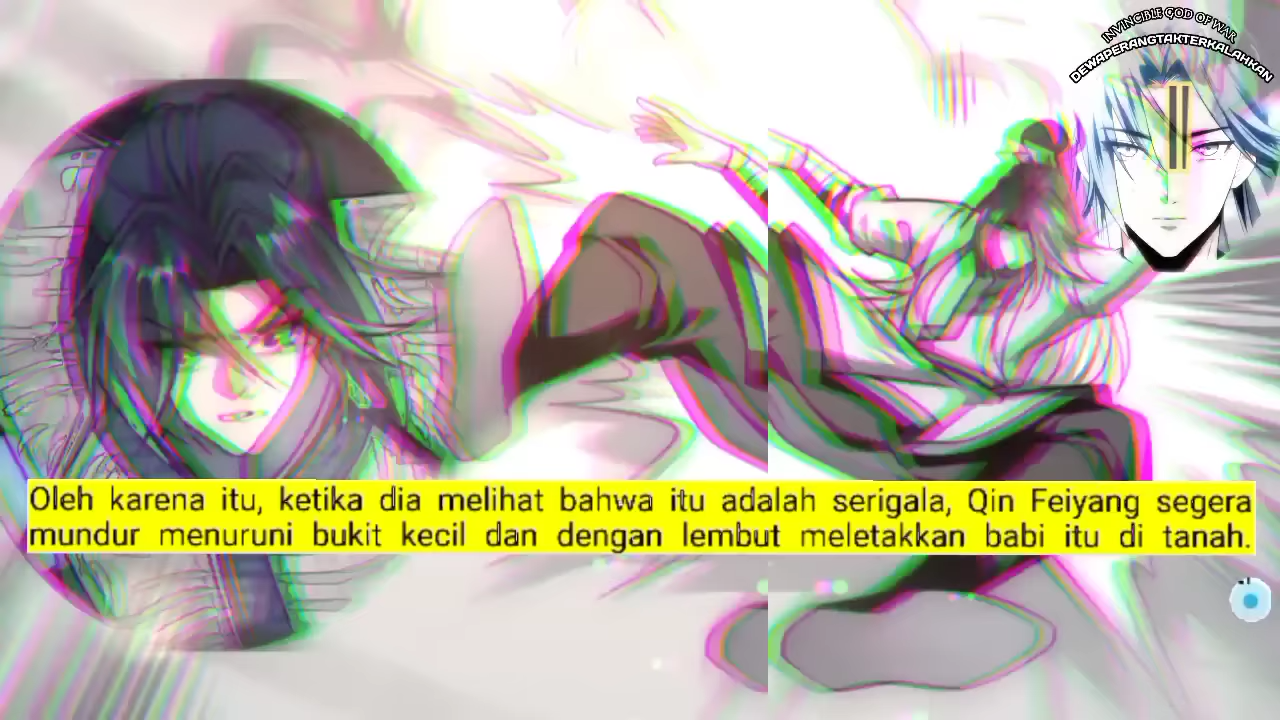 INVINCIBLE GOD OF WAR
DEWAPERANGTAKTERKALAHKAN
Oleh karena itu, ketika dia melihat bahwa itu adalah serigala, Qin Feiyang segera
mundur menuruni bukit kecil dan dengan lembut meletakkan babi itu di tanah.